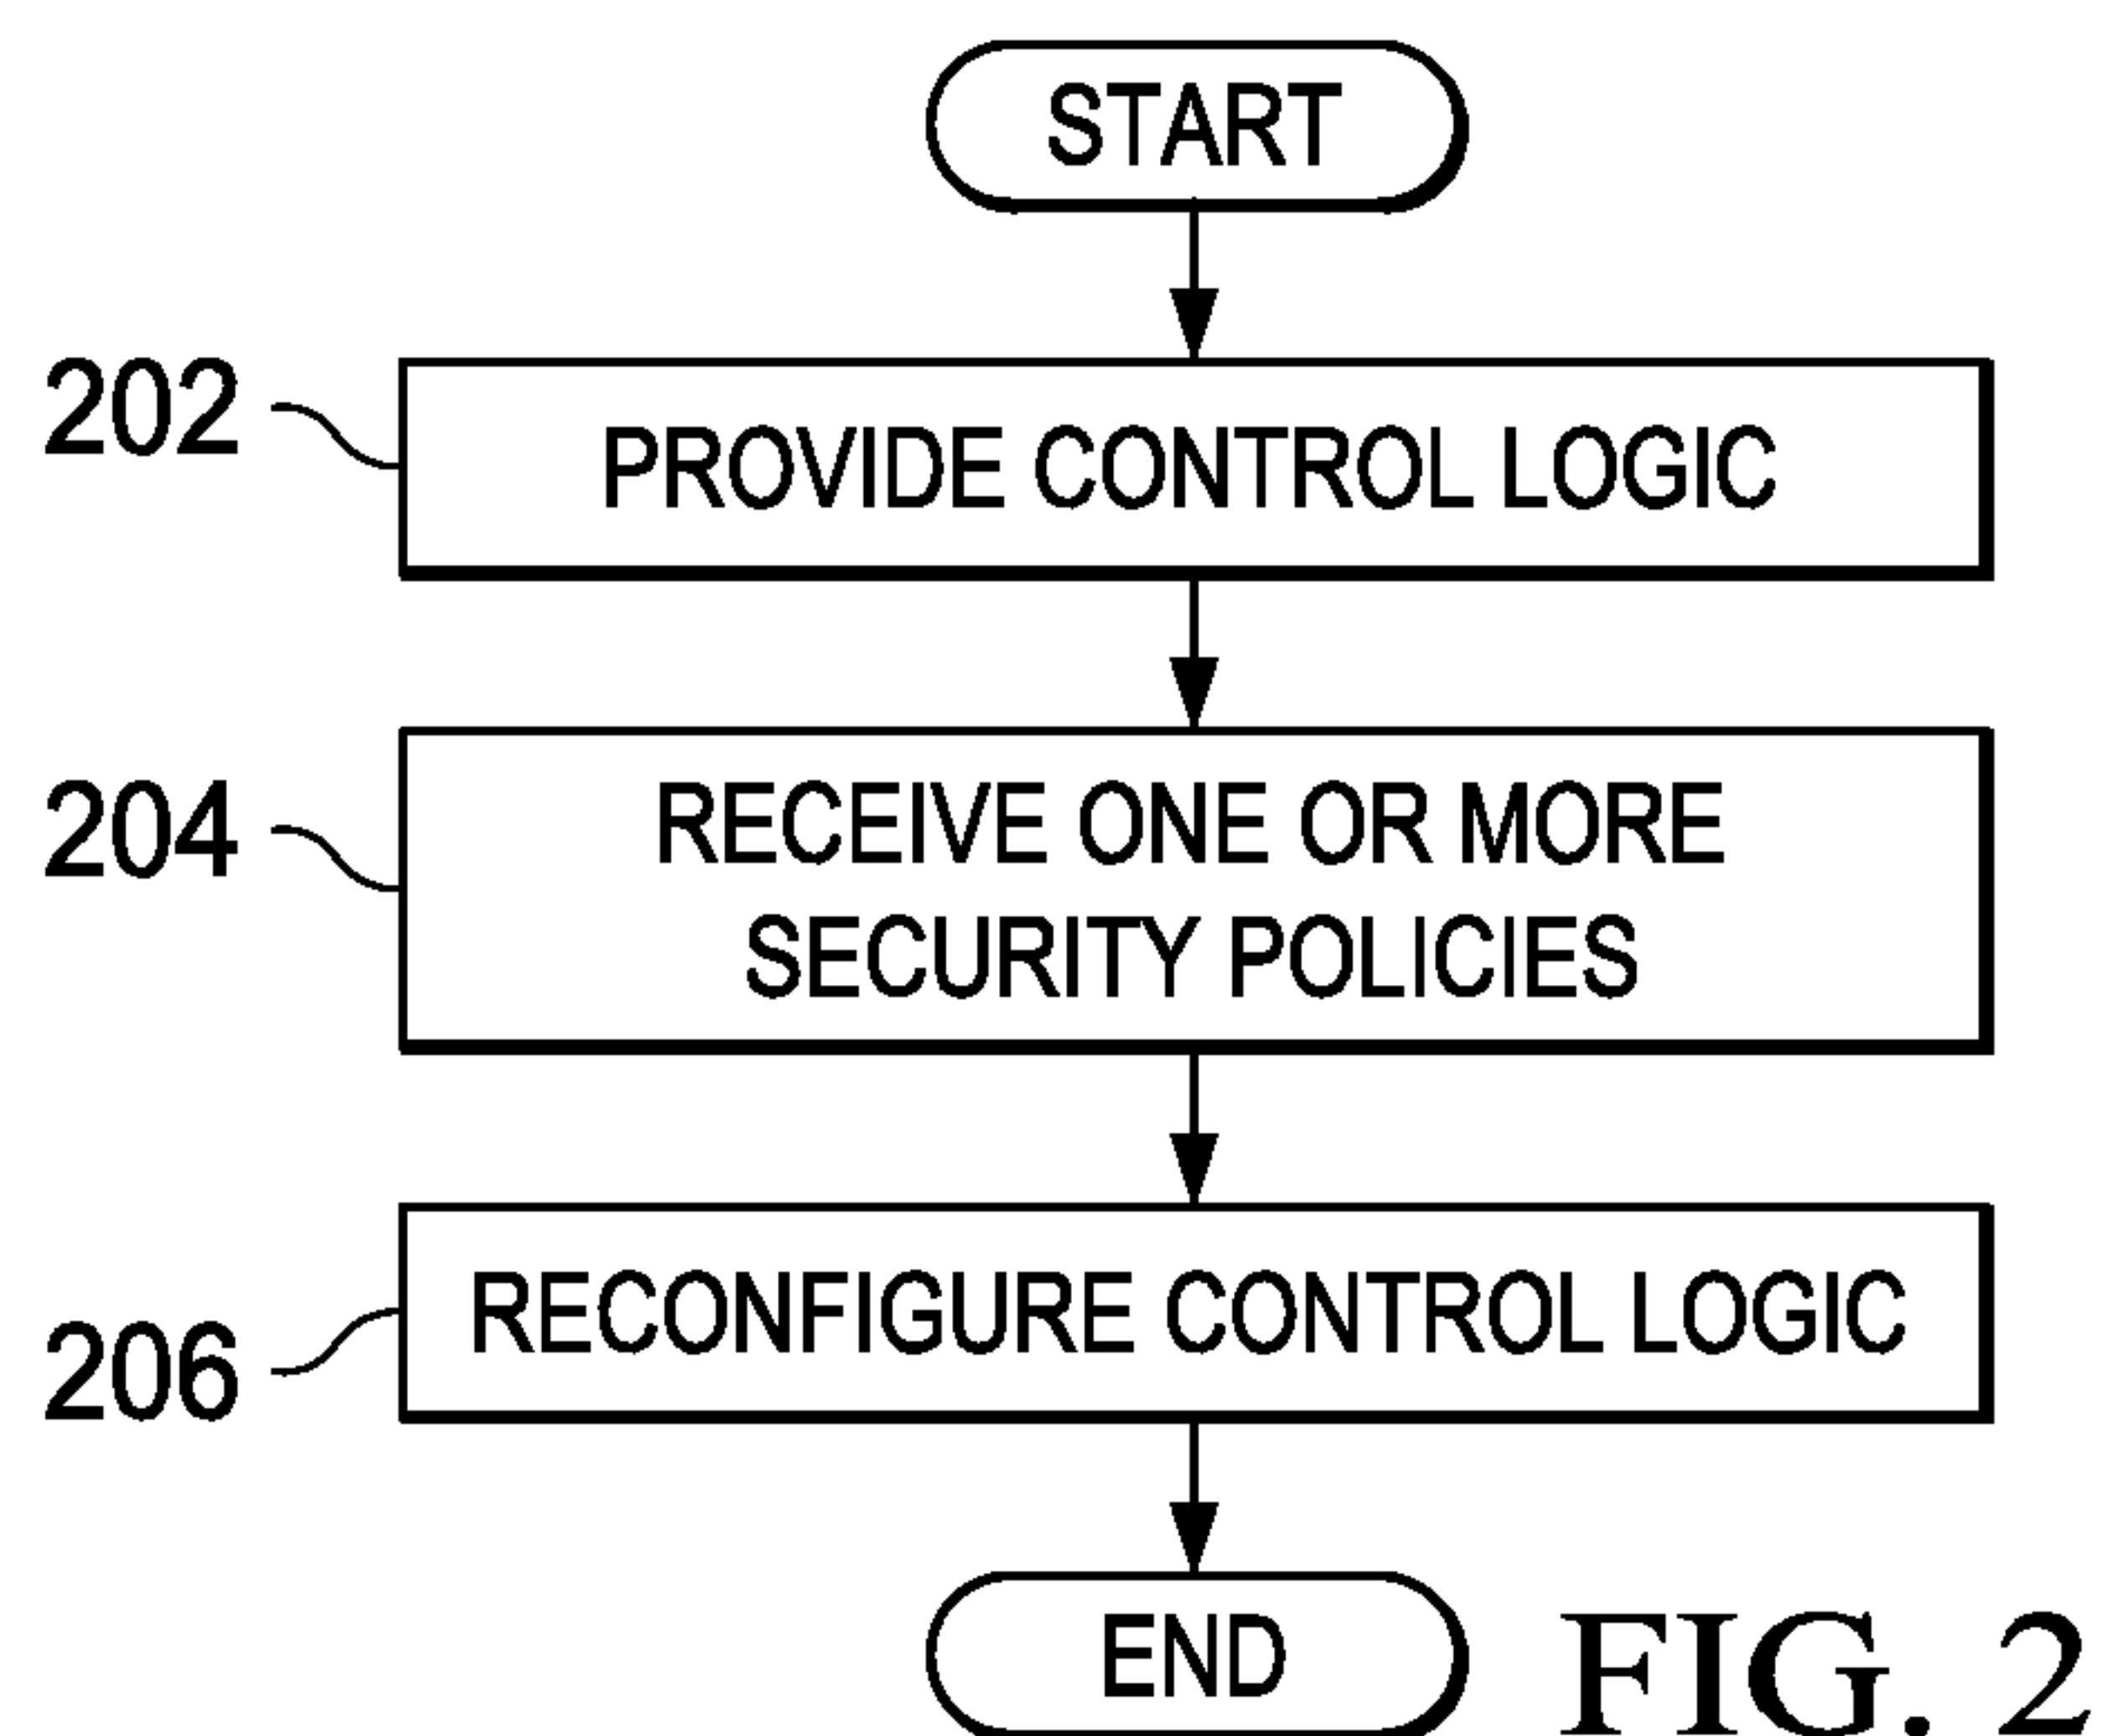 START
202
PROVIDE CONTROL LOGIC
204
RECEIVE ONE OR MORE
SECURITY POLICIES
RECONFIGURE CONTROL LOGIC
206
END
FIG. 2